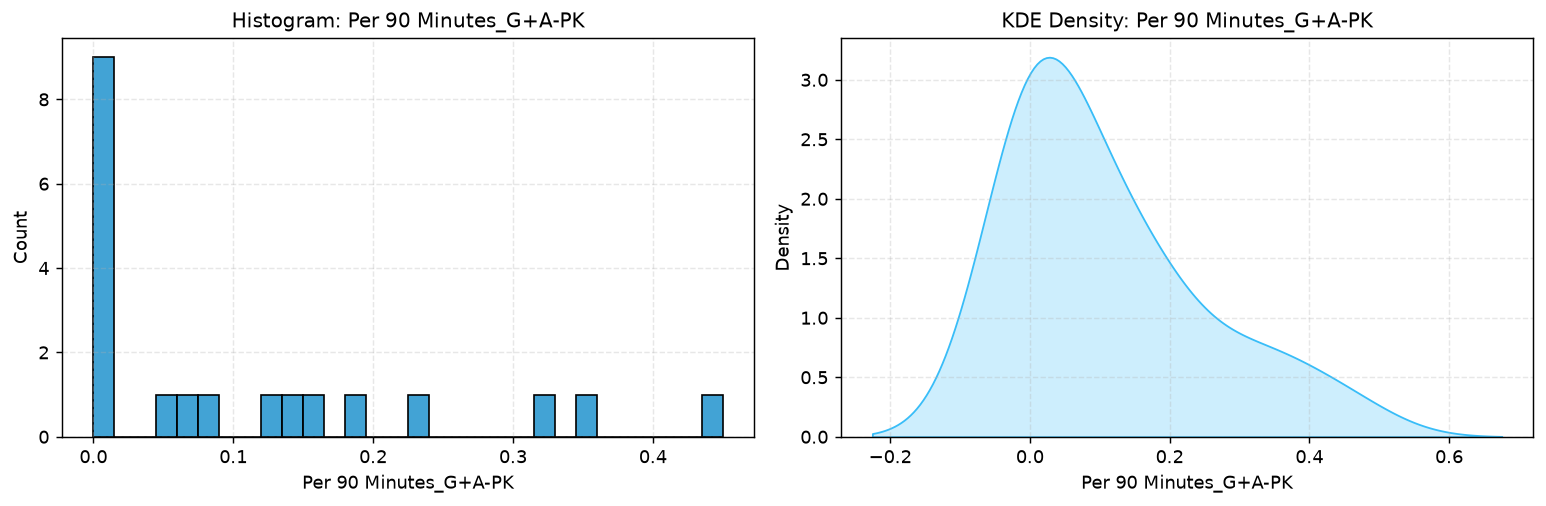 Histogram: Per 90 Minutes_G+A-PK
Count
8
6
4
2
0
0.0 0.1 0.2 0.3 0.4
Per 90 Minutes_G+A-PK
KDE Density: Per 90 Minutes_G+A-PK
Density
3.0
2.5
2.0
1.5
1.0
0.5
0.0
−0.2 0.0 0.2 0.4 0.6
Per 90 Minutes_G+A-PK